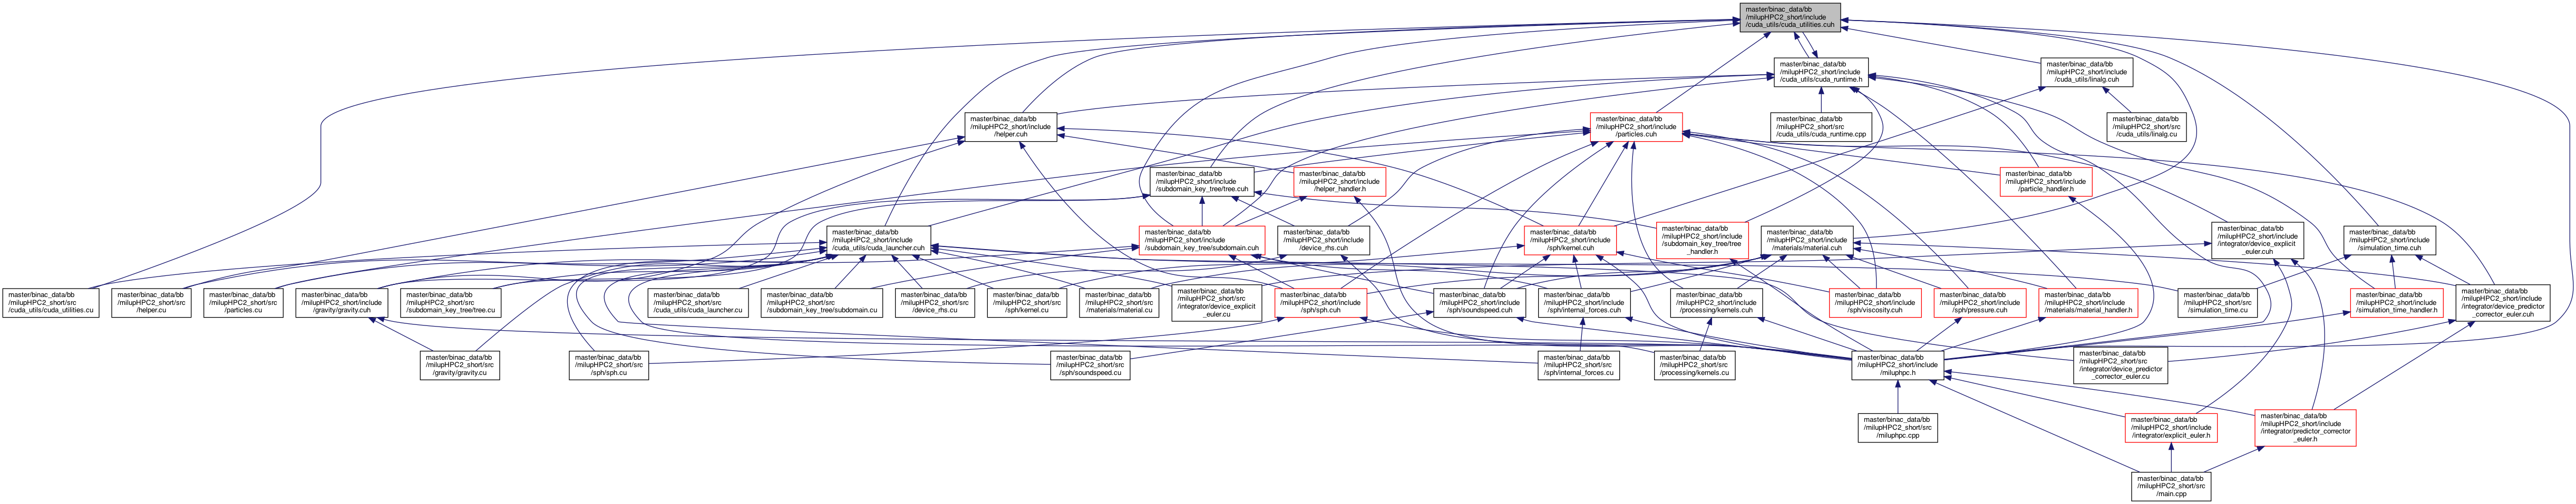 master/binac_data/bb
/milupHPC2_short/include
/cuda_utils/cuda_utilities.cuh
master/binac_data/bb
/milupHPC2_short/include
/cuda_utils/cuda_runtime.h
master/binac_data/bb
/milupHPC2_short/include
/cuda_utils/linalg.cuh
master/binac_data/bb
/milupHPC2_short/include
/helper.cuh
master/binac_data/bb
/milupHPC2_short/include
/particles.cuh
master/binac_data/bb
/milupHPC2_short/src
/cuda_utils/cuda_runtime.cpp
master/binac_data/bb
/milupHPC2_short/src
/cuda_utils/linalg.cu
master/binac_data/bb
/milupHPC2_short/include
/subdomain_key_tree/tree.cuh
master/binac_data/bb
/milupHPC2_short/include
/helper_handler.h
master/binac_data/bb
/milupHPC2_short/include
/particle_handler.h
master/binac_data/bb
/milupHPC2_short/include
/cuda_utils/cuda_launcher.cuh
master/binac_data/bb
/milupHPC2_short/include
/subdomain_key_tree/subdomain.cuh
master/binac_data/bb
/milupHPC2_short/include
/device_rhs.cuh
master/binac_data/bb
/milupHPC2_short/include
/sph/kernel.cuh
master/binac_data/bb
/milupHPC2_short/include
/subdomain_key_tree/tree
_handler.h
master/binac_data/bb
/milupHPC2_short/include
/materials/material.cuh
master/binac_data/bb
/milupHPC2_short/include
/integrator/device_explicit
_euler.cuh
master/binac_data/bb
/milupHPC2_short/include
/simulation_time.cuh
master/binac_data/bb
/milupHPC2_short/src
/cuda_utils/cuda_utilities.cu
master/binac_data/bb
/milupHPC2_short/src
/helper.cu
master/binac_data/bb
/milupHPC2_short/src
/particles.cu
master/binac_data/bb
/milupHPC2_short/include
/gravity/gravity.cuh
master/binac_data/bb
/milupHPC2_short/src
/subdomain_key_tree/tree.cu
master/binac_data/bb
/milupHPC2_short/src
/cuda_utils/cuda_launcher.cu
master/binac_data/bb
/milupHPC2_short/src
/subdomain_key_tree/subdomain.cu
master/binac_data/bb
/milupHPC2_short/src
/device_rhs.cu
master/binac_data/bb
/milupHPC2_short/src
/sph/kernel.cu
master/binac_data/bb
/milupHPC2_short/src
/materials/material.cu
master/binac_data/bb
/milupHPC2_short/src
/integrator/device_explicit
_euler.cu
master/binac_data/bb
/milupHPC2_short/include
/sph/sph.cuh
master/binac_data/bb
/milupHPC2_short/include
/sph/soundspeed.cuh
master/binac_data/bb
/milupHPC2_short/include
/sph/internal_forces.cuh
master/binac_data/bb
/milupHPC2_short/include
/processing/kernels.cuh
master/binac_data/bb
/milupHPC2_short/include
/sph/viscosity.cuh
master/binac_data/bb
/milupHPC2_short/include
/sph/pressure.cuh
master/binac_data/bb
/milupHPC2_short/include
/materials/material_handler.h
master/binac_data/bb
/milupHPC2_short/src
/simulation_time.cu
master/binac_data/bb
/milupHPC2_short/include
/simulation_time_handler.h
master/binac_data/bb
/milupHPC2_short/include
/integrator/device_predictor
_corrector_euler.cuh
master/binac_data/bb
/milupHPC2_short/src
/gravity/gravity.cu
master/binac_data/bb
/milupHPC2_short/src
/sph/sph.cu
master/binac_data/bb
/milupHPC2_short/src
/sph/soundspeed.cu
master/binac_data/bb
/milupHPC2_short/src
/sph/internal_forces.cu
master/binac_data/bb
/milupHPC2_short/src
/processing/kernels.cu
master/binac_data/bb
/milupHPC2_short/include
/miluphpc.h
master/binac_data/bb
/milupHPC2_short/src
/integrator/device_predictor
_corrector_euler.cu
master/binac_data/bb
/milupHPC2_short/src
/miluphpc.cpp
master/binac_data/bb
/milupHPC2_short/include
/integrator/explicit_euler.h
master/binac_data/bb
/milupHPC2_short/include
/integrator/predictor_corrector
_euler.h
master/binac_data/bb
/milupHPC2_short/src
/main.cpp